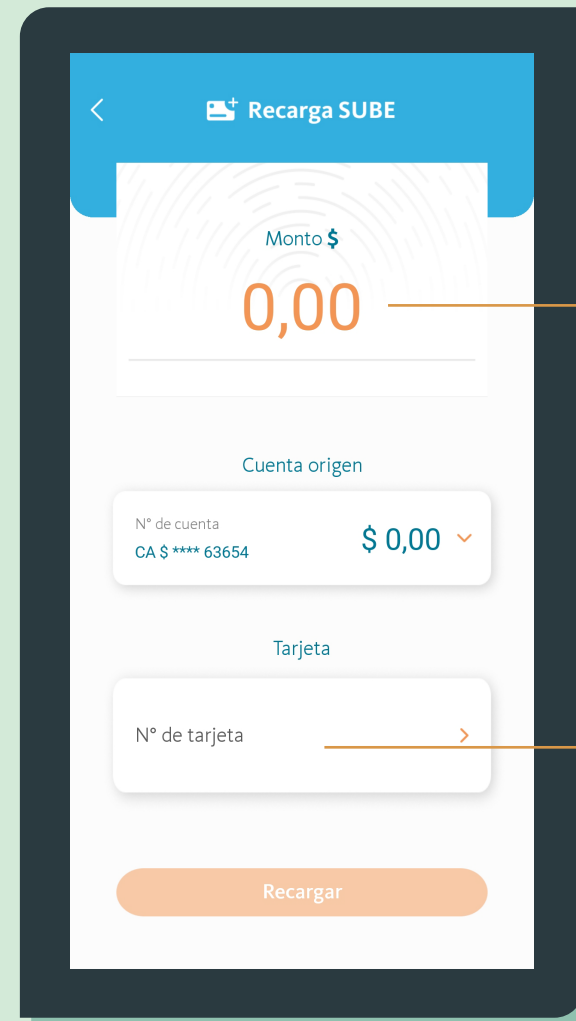 Recarga SUBE
Monto $
0,00
Cuenta origen
N° de cuenta
CA $ **** 63654
$ 0,00
Tarjeta
N° de tarjeta
Recargar